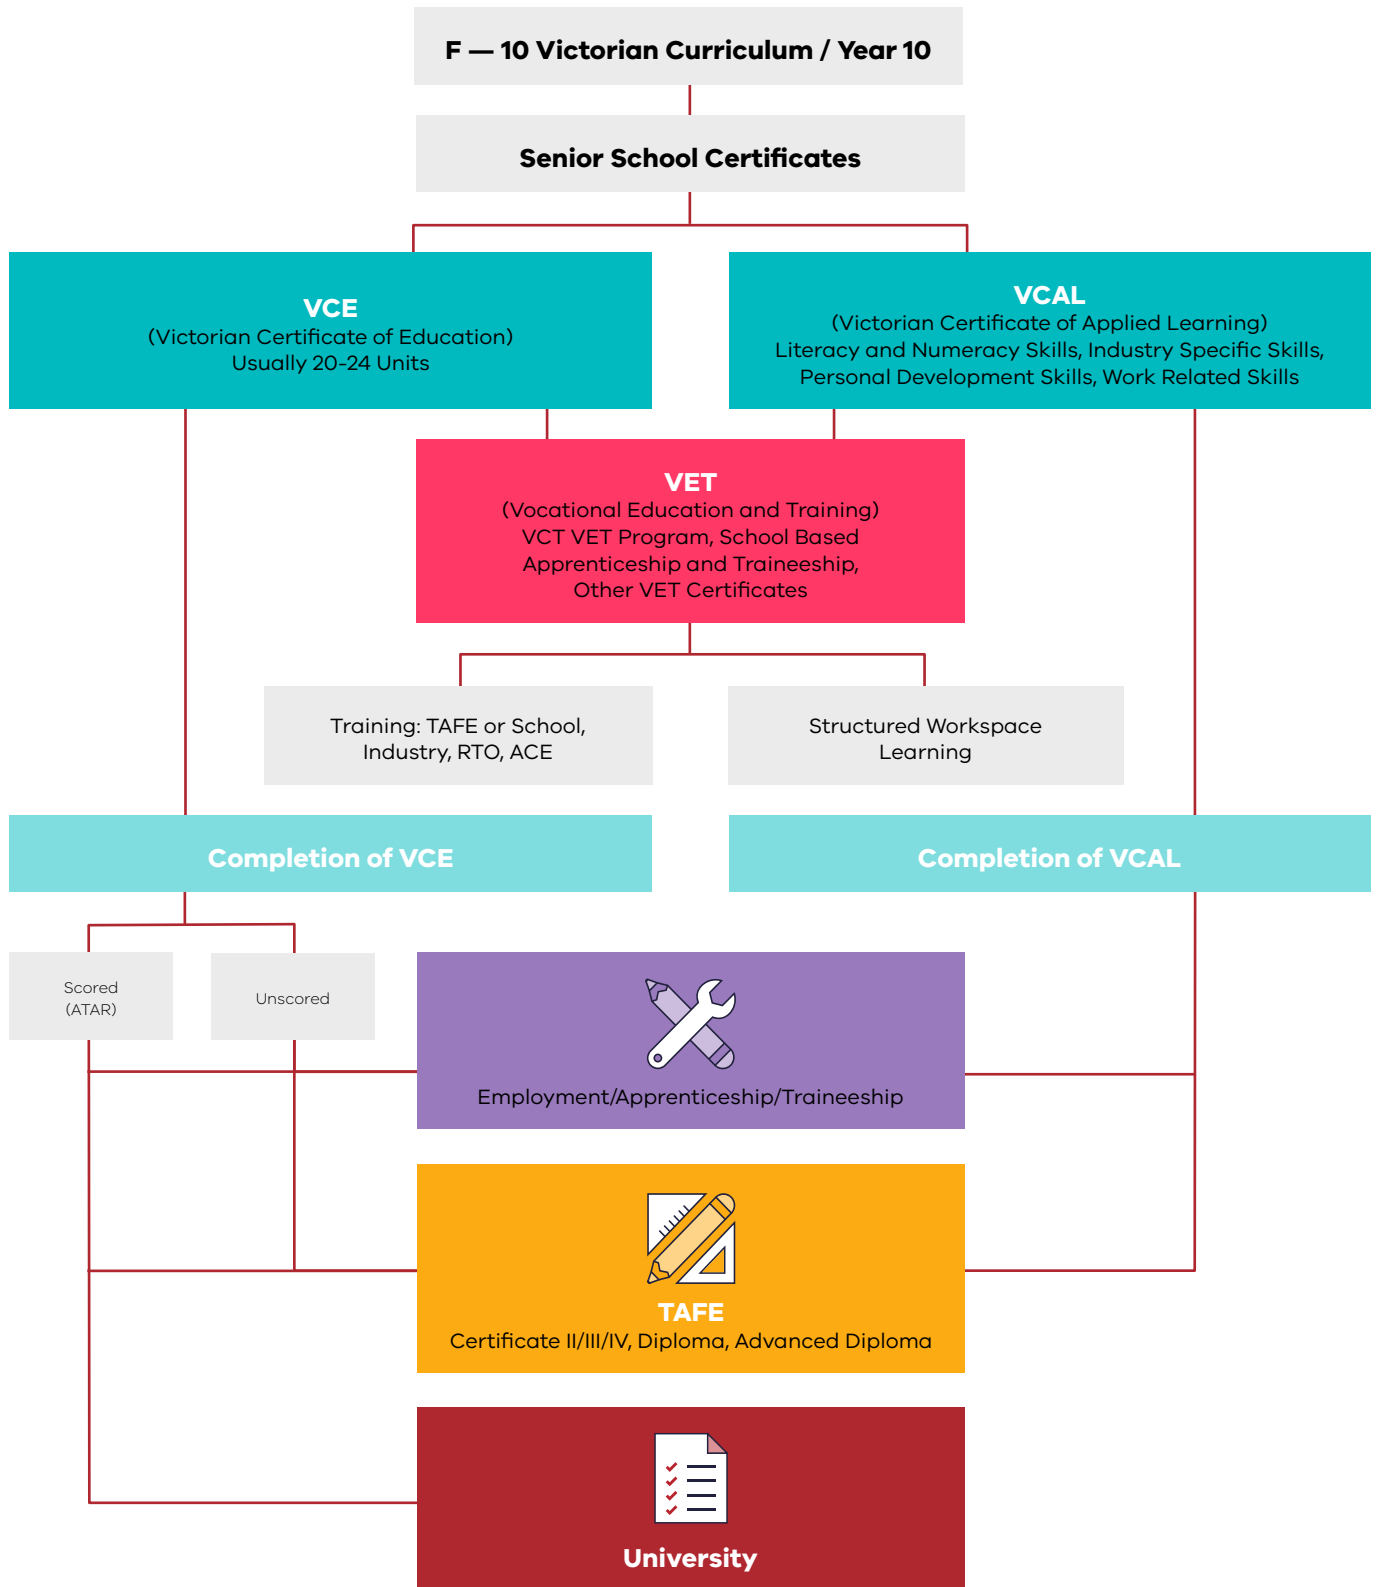 F — 10 Victorian Curriculum / Year 10
Senior School Certificates
VCE
(Victorian Certificate of Education)
Usually 20-24 Units
VCAL
(Victorian Certificate of Applied Learning)
Literacy and Numeracy Skills, Industry Specific Skills,
Personal Development Skills, Work Related Skills
VET
(Vocational Education and Training)
VCT VET Program, School Based
Apprenticeship and Traineeship,
Other VET Certificates
Training: TAFE or School,
Industry, RTO, ACE
Structured Workspace
Learning
Completion of VCE
Completion of VCAL
Scored
(ATAR)
Unscored
Employment/Apprenticeship/Traineeship
TAFE
Certificate II/III/IV, Diploma, Advanced Diploma
University